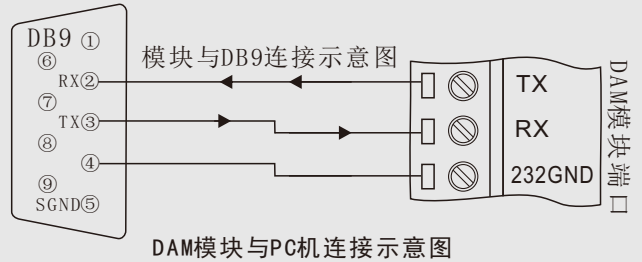 DB9 ①
模块与DB9连接示意图
⑥
RX②
⑦
TX③
⑧
④
⑨
SGND⑤
TX
RX
232GND
DAM模块端口
DAM模块与PC机连接示意图